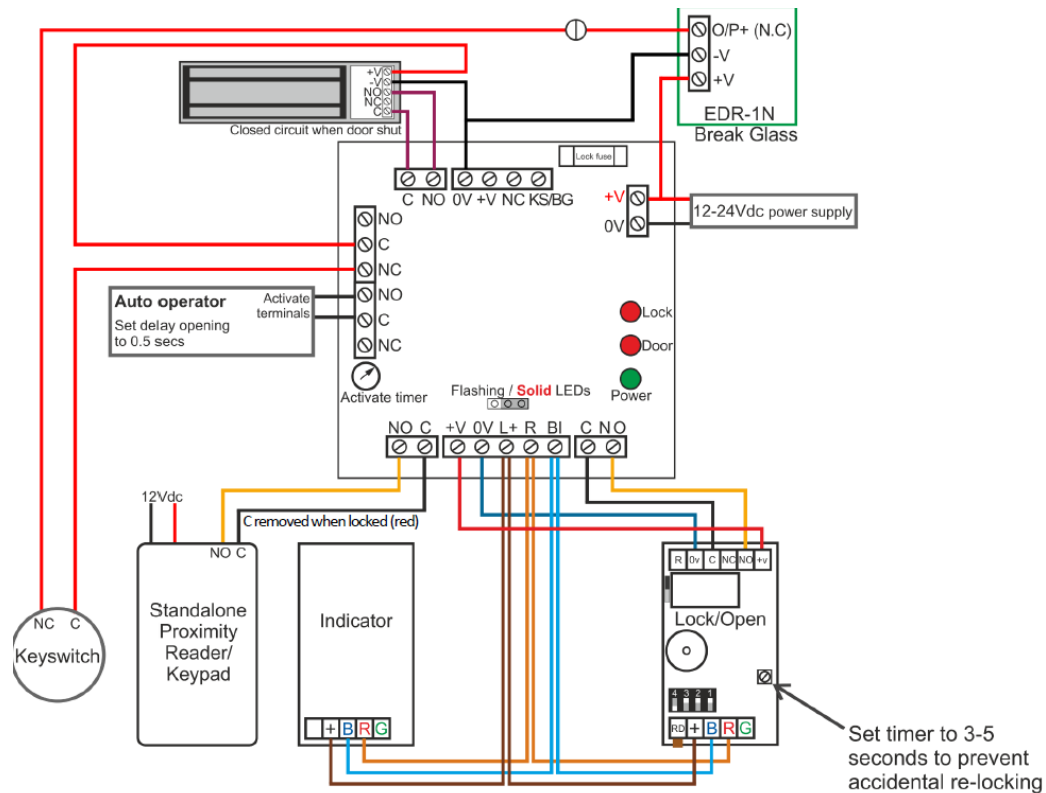 O/P+ (N.C)
-V
+V
EDR-1N
Break Glass
+V
-V
NO
NC
C
Closed circuit when door shut
Lock fuse
C NO 0V +V NC KS/BG
+V
0V
12-24Vdc power supply
NO
C
NC
NO
C
NC
Auto operator
Set delay opening
to 0.5 secs
Activate
terminals
Lock
Door
Power
Activate timer
Flashing / Solid LEDs
NO C +V 0V L+ R Bl C NO
12Vdc
C removed when locked (red)
NO C
Standalone
Proximity
Reader/
Keypad
NC C
Keyswitch
Indicator
+ B R G
R 0v C NC NO +v
Lock/Open
4 3 2 1
RD + B R G
Set timer to 3-5
seconds to prevent
accidental re-locking